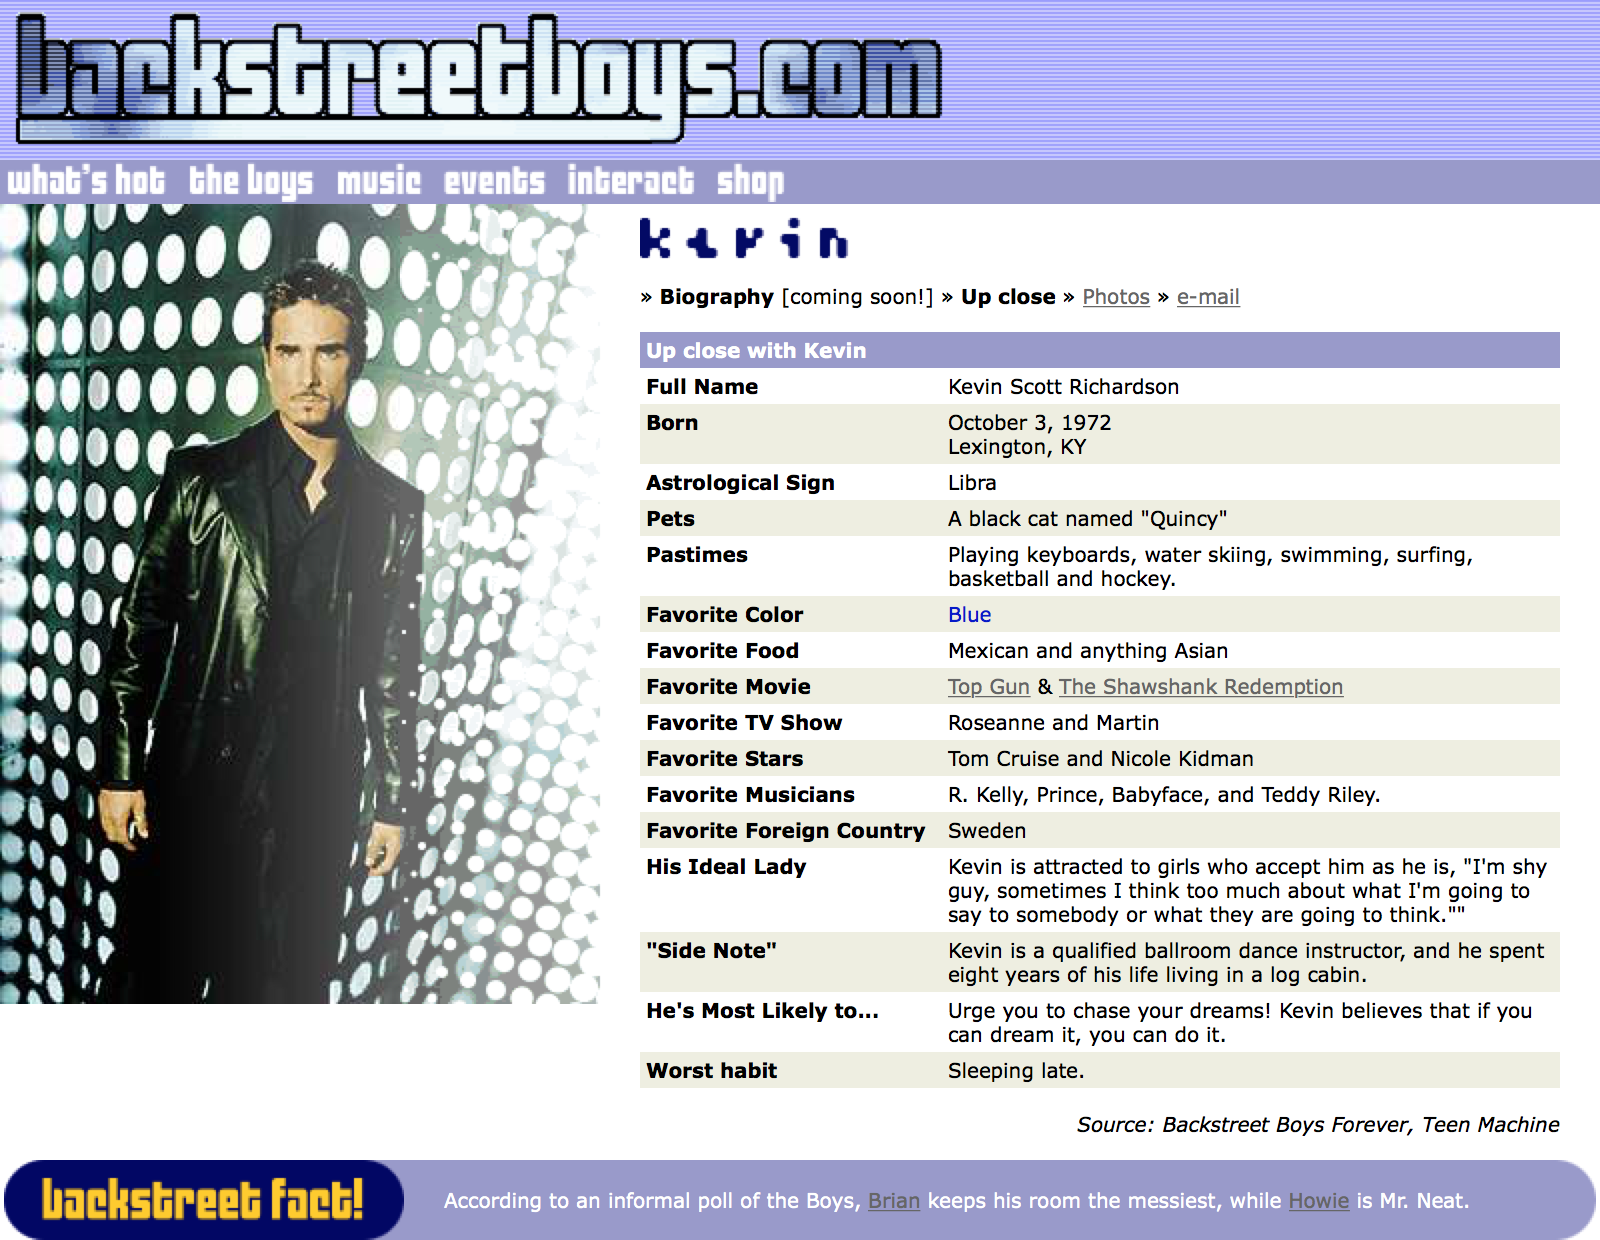 backstreetboys.com
what's hot the boys music events interact shop
kevin
» Biography [coming soon!] » Up close » Photos » e-mail
Up close with Kevin
Full Name Kevin Scott Richardson
Born October 3, 1972
Lexington, KY
Astrological Sign Libra
Pets A black cat named "Quincy"
Pastimes Playing keyboards, water skiing, swimming, surfing,
basketball and hockey.
Favorite Color Blue
Favorite Food Mexican and anything Asian
Favorite Movie Top Gun & The Shawshank Redemption
Favorite TV Show Roseanne and Martin
Favorite Stars Tom Cruise and Nicole Kidman
Favorite Musicians R. Kelly, Prince, Babyface, and Teddy Riley.
Favorite Foreign Country Sweden
His Ideal Lady Kevin is attracted to girls who accept him as he is, "I'm shy
guy, sometimes I think too much about what I'm going to
say to somebody or what they are going to think.""
"Side Note" Kevin is a qualified ballroom dance instructor, and he spent
eight years of his life living in a log cabin.
He's Most Likely to... Urge you to chase your dreams! Kevin believes that if you
can dream it, you can do it.
Worst habit Sleeping late.
Source: Backstreet Boys Forever, Teen Machine
backstreet fact! According to an informal poll of the Boys, Brian keeps his room the messiest, while Howie is Mr. Neat.